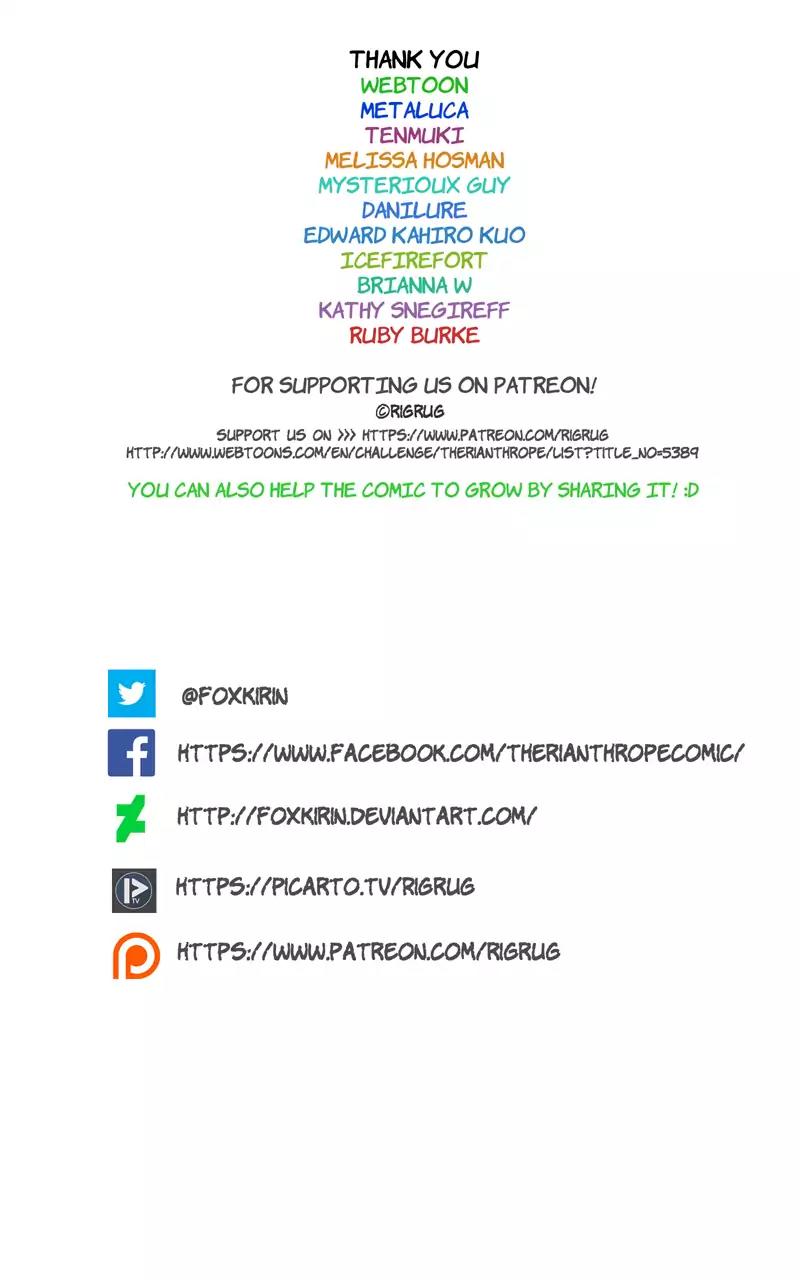 THANK YOU
WEBTOON
METALUCA
TENMUKI
MELISSA HOSMAN
MYSTERIOUX GUY
DANILURE
EDWARD KAHIRO KUO
ICEFIREFORT
BRIANNA W
KATHY SNEGIREFF
RUBY BURKE
FOR SUPPORTING US ON PATREON!
©RIGRUG
SUPPORT US ON >>> HTTPS://WWW.PATREON.COM/RIGRUG
HTTP://WWW.WEBTOONS.COM/EN/CHALLENGE/THERIANTHROPE/LIST?TITLE_NO=5389
YOU CAN ALSO HELP THE COMIC TO GROW BY SHARING IT! :D
@FOXKIRIN
HTTPS://WWW.FACEBOOK.COM/THERIANTHROPECOMIC/
HTTP://FOXKIRIN.DEVIANTART.COM/
TV
HTTPS://PICARTO.TV/RIGRUG
HTTPS://WWW.PATREON.COM/RIGRUG